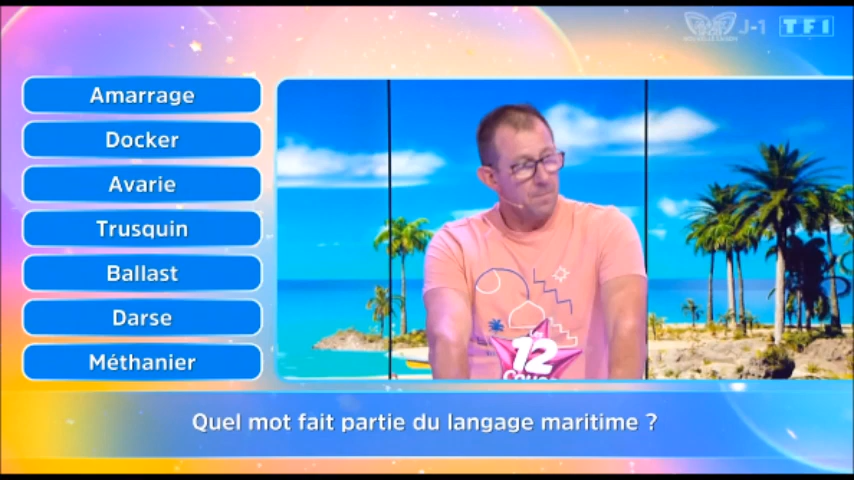 J-1 TF1
Amarrage
Docker
Avarie
Trusquin
Ballast
Darse
Méthanier
12
Quel mot fait partie du langage maritime ?